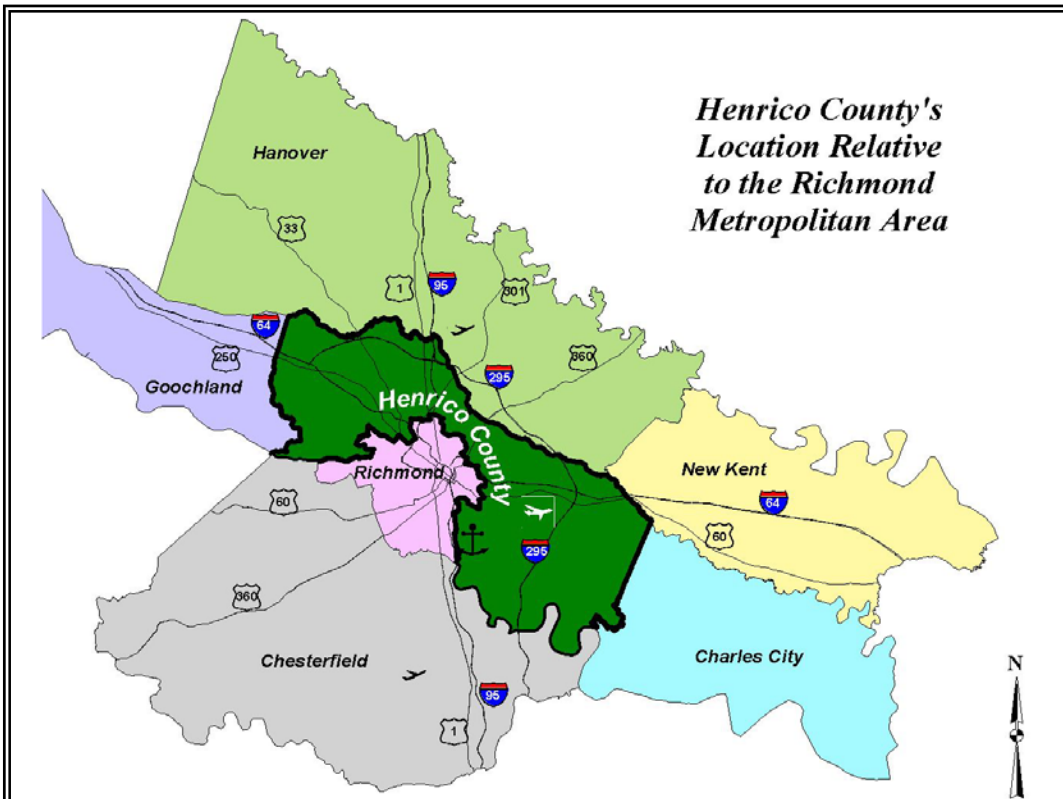 Henrico County's
Location Relative
to the Richmond
Metropolitan Area
Hanover
33
1
95
301
64
250
360
295
Goochland
Henrico County
Richmond
New Kent
60
64
295
60
360
Chesterfield
Charles City
95
1
N